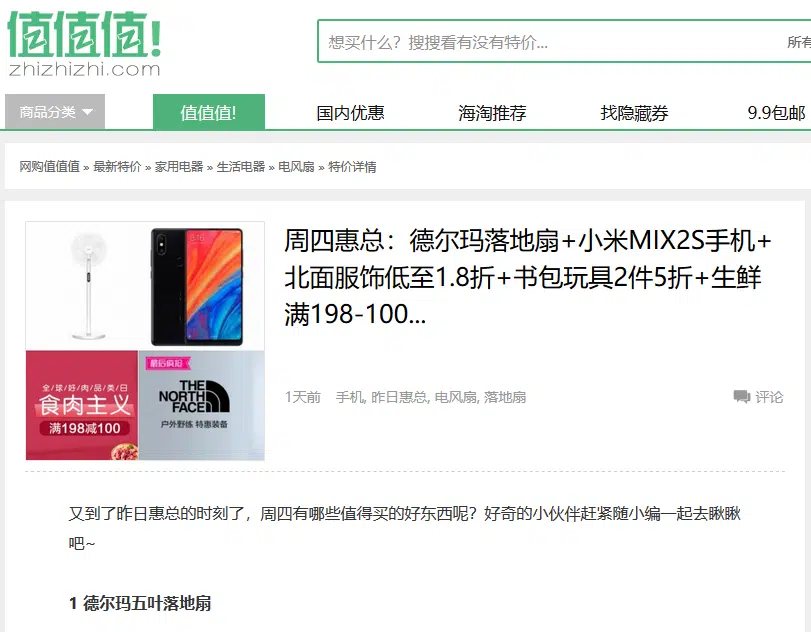 值值值!
zhizhizhi.com
想买什么？搜搜看有没有特价...
所有
商品分类
值值值!
国内优惠
海淘推荐
找隐藏券
9.9包邮
网购值值值 » 最新特价 » 家用电器 » 生活电器 » 电风扇 » 特价详情
周四惠总：德尔玛落地扇+小米MIX2S手机+
北面服饰低至1.8折+书包玩具2件5折+生鲜
满198-100...
全/球/好/肉/品/类/日
食肉主义
满198减100
最后疯抢
THE
NORTH
FACE
户外野练 特惠装备
1天前 手机, 昨日惠总, 电风扇, 落地扇
评论
又到了昨日惠总的时刻了，周四有哪些值得买的好东西呢？好奇的小伙伴赶紧随小编一起去瞅瞅
吧~
1 德尔玛五叶落地扇